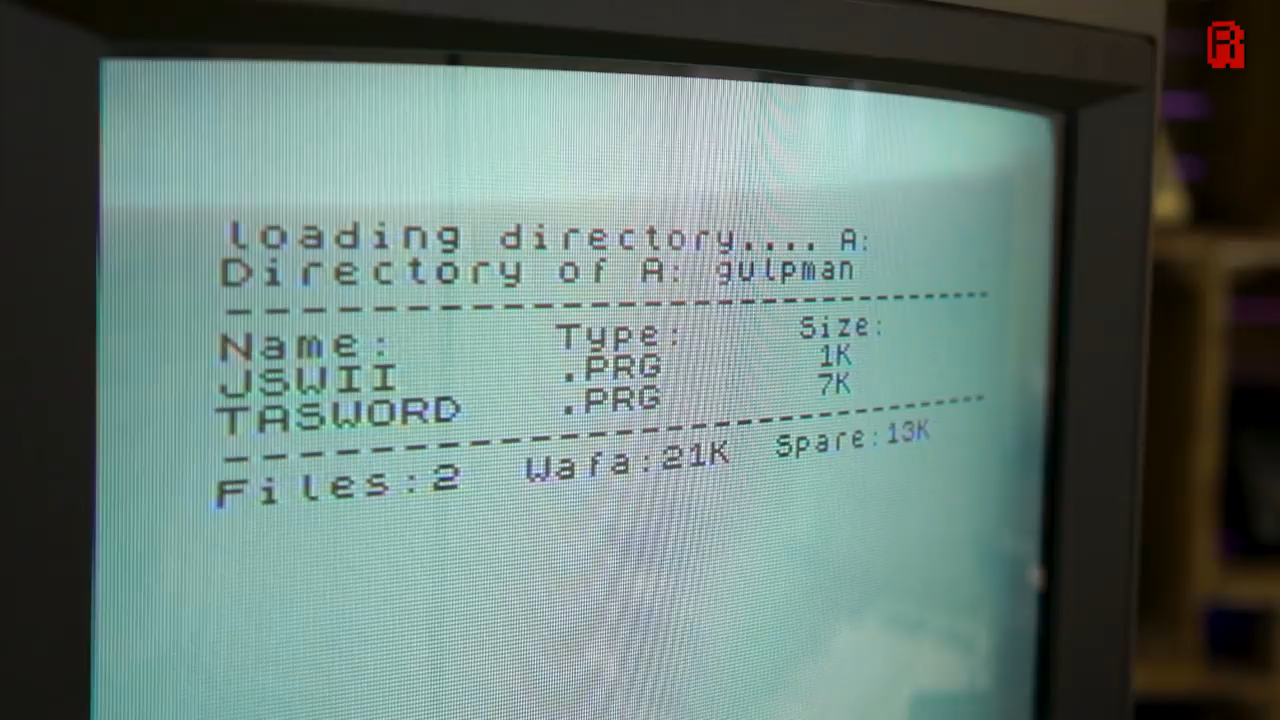 loading directory.... A:
Directory of A: gulpman
--------------------------------
Name: Type: Size:
JSWII .PRG 1K
TASWORD .PRG 7K
--------------------------------
Files:2 Wafa:21K Spare:13K
R